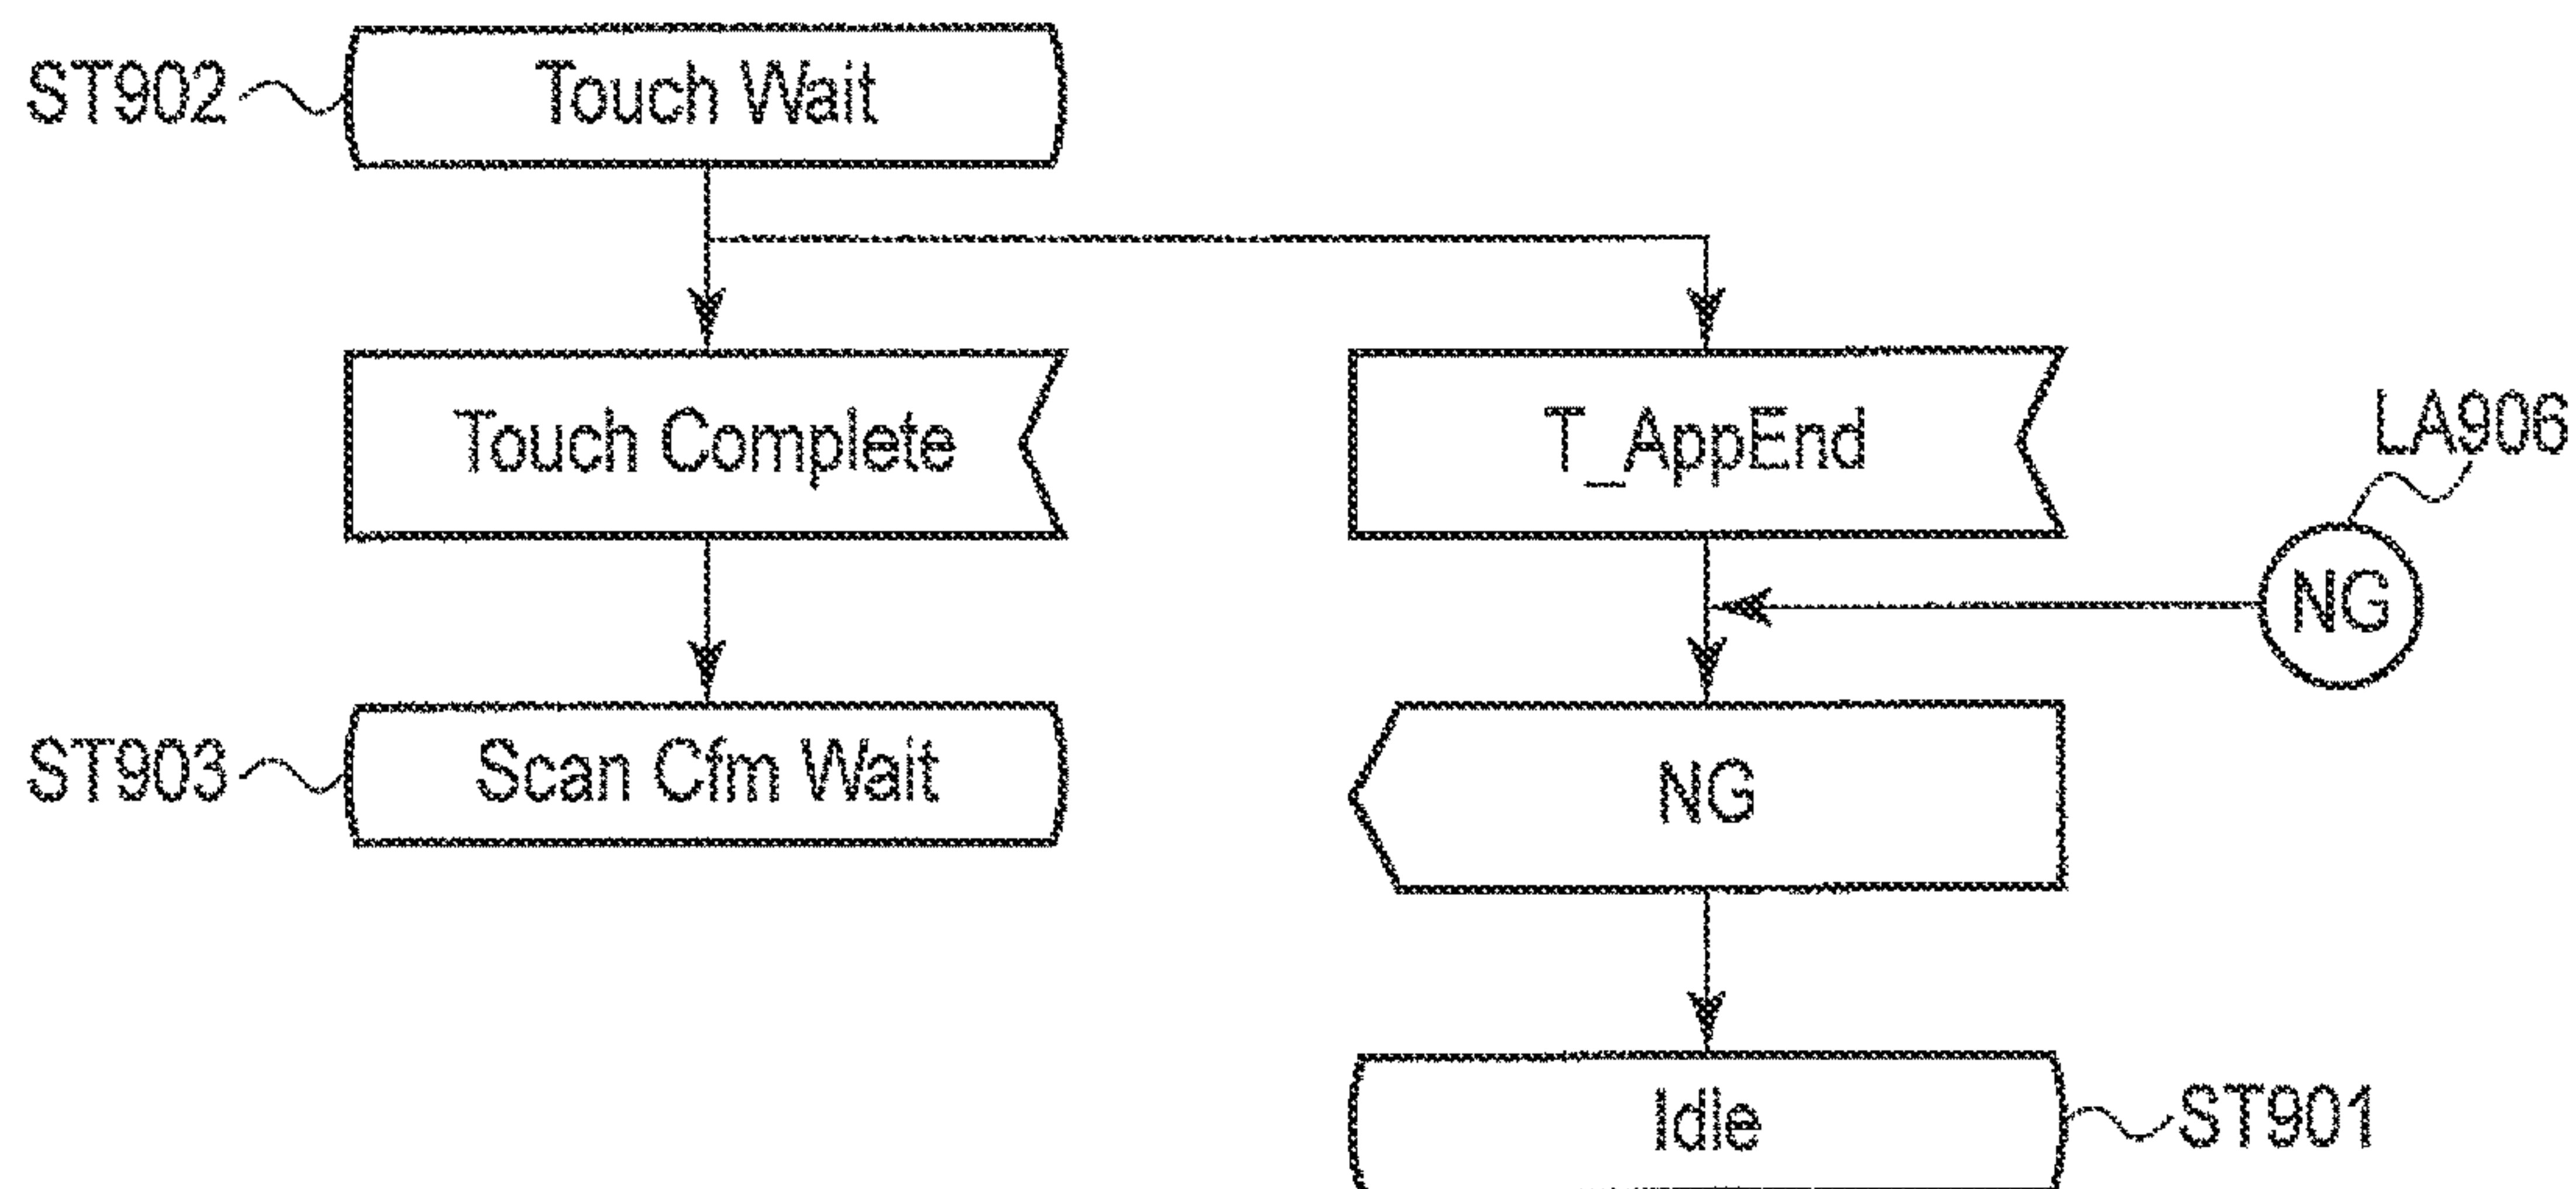 ST902
Touch Wait
Touch Complete
T_AppEnd
LA906
NG
ST903
Scan Cfm Wait
NG
Idle
ST901